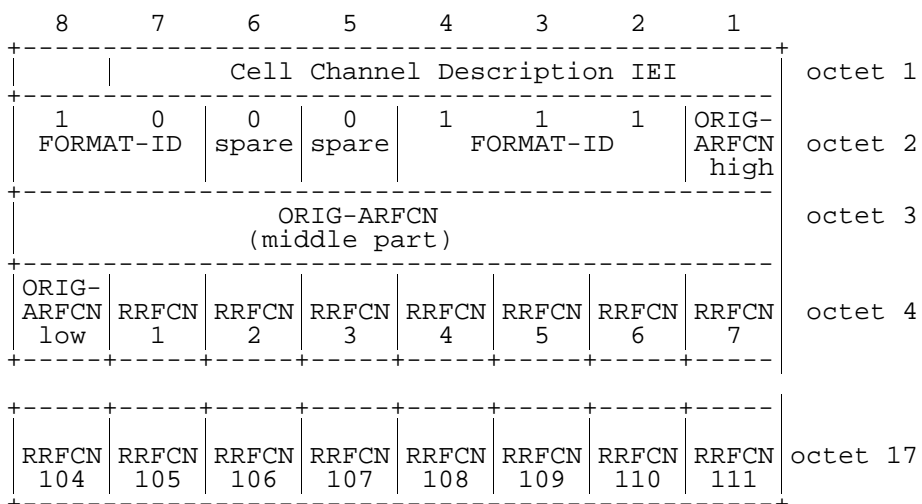 8 7 6 5 4 3 2 1
Cell Channel Description IEI octet 1
1 0 0 0 1 1 1 ORIG-
FORMAT-ID spare spare FORMAT-ID ARFCN octet 2
high
ORIG-ARFCN octet 3
(middle part)
ORIG-
ARFCN RRFCN RRFCN RRFCN RRFCN RRFCN RRFCN RRFCN octet 4
low 1 2 3 4 5 6 7
RRFCN RRFCN RRFCN RRFCN RRFCN RRFCN RRFCN RRFCN octet 17
104 105 106 107 108 109 110 111